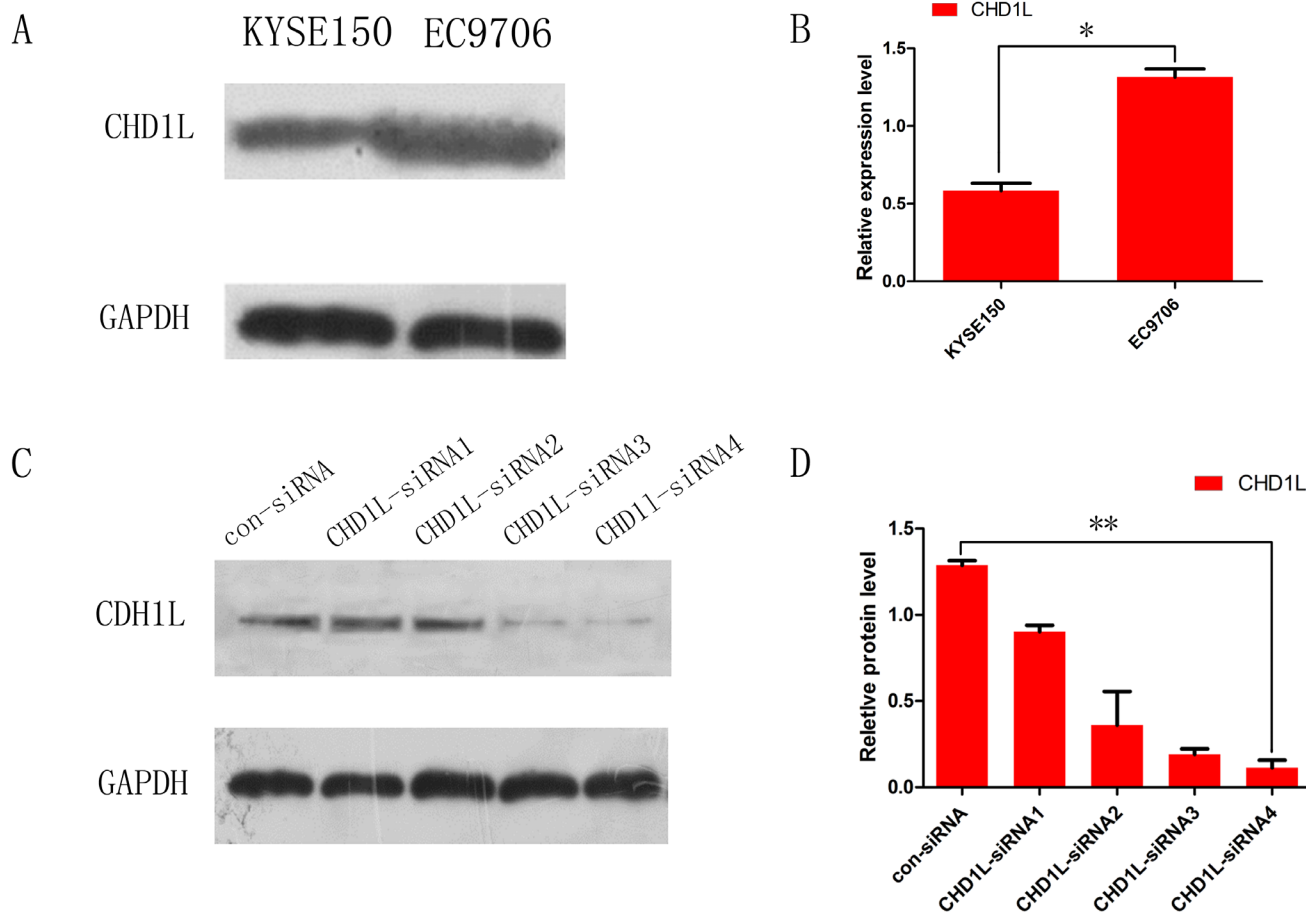 A
KYSE150 EC9706
CHD1L
GAPDH
B
CHD1L
*
Relative expression level
1.5
1.0
0.5
0.0
KYSE150
EC9706
C
con-siRNA
CHD1L-siRNA1
CHD1L-siRNA2
CHD1L-siRNA3
CHD1l-siRNA4
CDH1L
GAPDH
D
CHD1L
**
Reletive protein level
1.5
1.0
0.5
0.0
con-siRNA
CHD1L-siRNA1
CHD1L-siRNA2
CHD1L-siRNA3
CHD1L-siRNA4